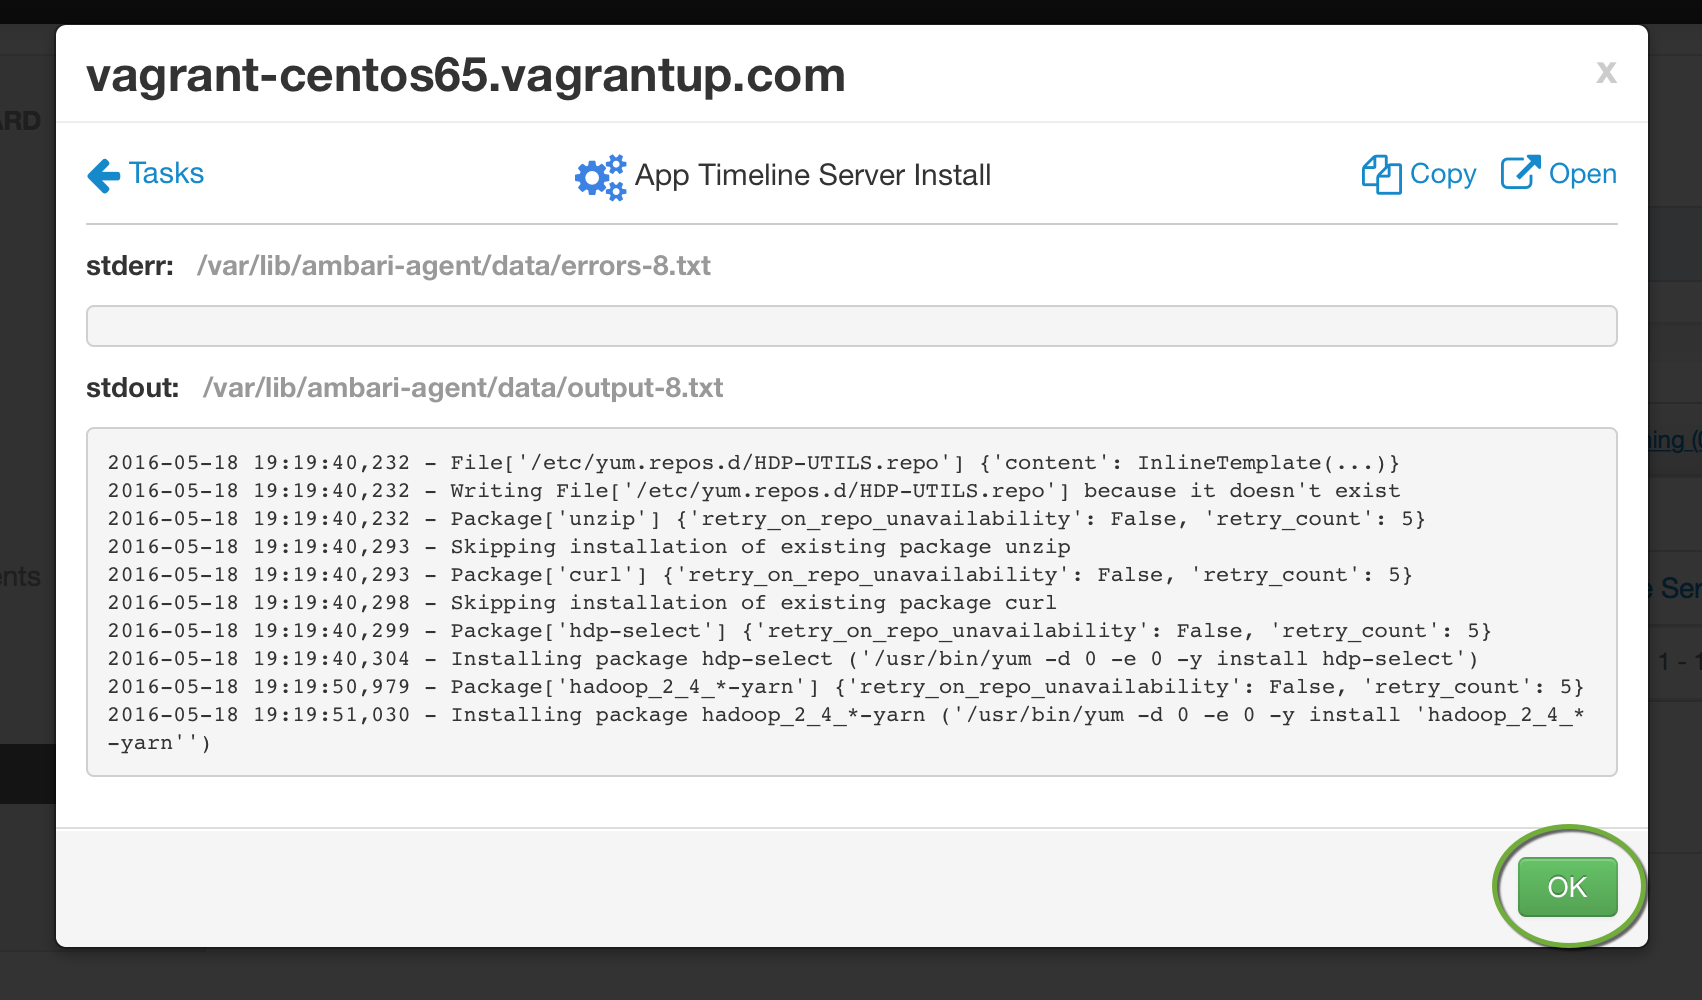 vagrant-centos65.vagrantup.com
x
ARD
Tasks
App Timeline Server Install
Copy
Open
stderr: /var/lib/ambari-agent/data/errors-8.txt
stdout: /var/lib/ambari-agent/data/output-8.txt
2016-05-18 19:19:40,232 - File['/etc/yum.repos.d/HDP-UTILS.repo'] {'content': InlineTemplate(...)}
2016-05-18 19:19:40,232 - Writing File['/etc/yum.repos.d/HDP-UTILS.repo'] because it doesn't exist
2016-05-18 19:19:40,232 - Package['unzip'] {'retry_on_repo_unavailability': False, 'retry_count': 5}
2016-05-18 19:19:40,293 - Skipping installation of existing package unzip
2016-05-18 19:19:40,293 - Package['curl'] {'retry_on_repo_unavailability': False, 'retry_count': 5}
2016-05-18 19:19:40,298 - Skipping installation of existing package curl
2016-05-18 19:19:40,299 - Package['hdp-select'] {'retry_on_repo_unavailability': False, 'retry_count': 5}
2016-05-18 19:19:40,304 - Installing package hdp-select ('/usr/bin/yum -d 0 -e 0 -y install hdp-select')
2016-05-18 19:19:50,979 - Package['hadoop_2_4_*-yarn'] {'retry_on_repo_unavailability': False, 'retry_count': 5}
2016-05-18 19:19:51,030 - Installing package hadoop_2_4_*-yarn ('/usr/bin/yum -d 0 -e 0 -y install 'hadoop_2_4_*
-yarn'')
ning (
ents
e Ser
1 - 1
OK